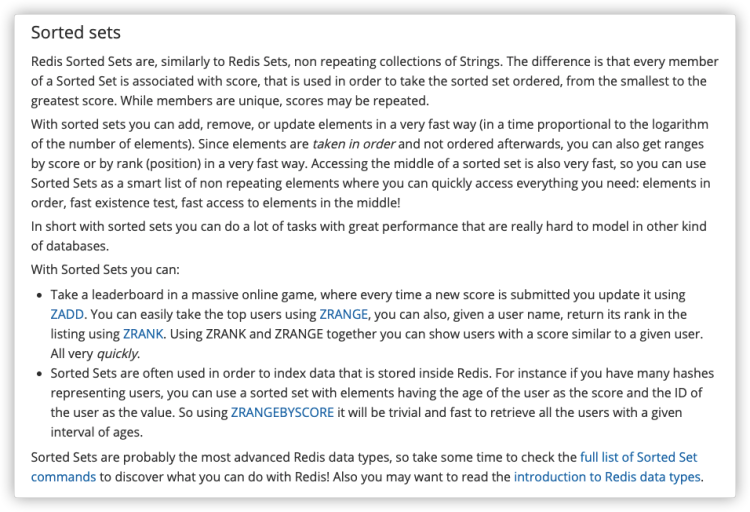 Sorted sets
Redis Sorted Sets are, similarly to Redis Sets, non repeating collections of Strings. The difference is that every member
of a Sorted Set is associated with score, that is used in order to take the sorted set ordered, from the smallest to the
greatest score. While members are unique, scores may be repeated.
With sorted sets you can add, remove, or update elements in a very fast way (in a time proportional to the logarithm
of the number of elements). Since elements are taken in order and not ordered afterwards, you can also get ranges
by score or by rank (position) in a very fast way. Accessing the middle of a sorted set is also very fast, so you can use
Sorted Sets as a smart list of non repeating elements where you can quickly access everything you need: elements in
order, fast existence test, fast access to elements in the middle!
In short with sorted sets you can do a lot of tasks with great performance that are really hard to model in other kind
of databases.
With Sorted Sets you can:
• Take a leaderboard in a massive online game, where every time a new score is submitted you update it using
ZADD. You can easily take the top users using ZRANGE, you can also, given a user name, return its rank in the
listing using ZRANK. Using ZRANK and ZRANGE together you can show users with a score similar to a given user.
All very quickly.
• Sorted Sets are often used in order to index data that is stored inside Redis. For instance if you have many hashes
representing users, you can use a sorted set with elements having the age of the user as the score and the ID of
the user as the value. So using ZRANGEBYSCORE it will be trivial and fast to retrieve all the users with a given
interval of ages.
Sorted Sets are probably the most advanced Redis data types, so take some time to check the full list of Sorted Set
commands to discover what you can do with Redis! Also you may want to read the introduction to Redis data types.